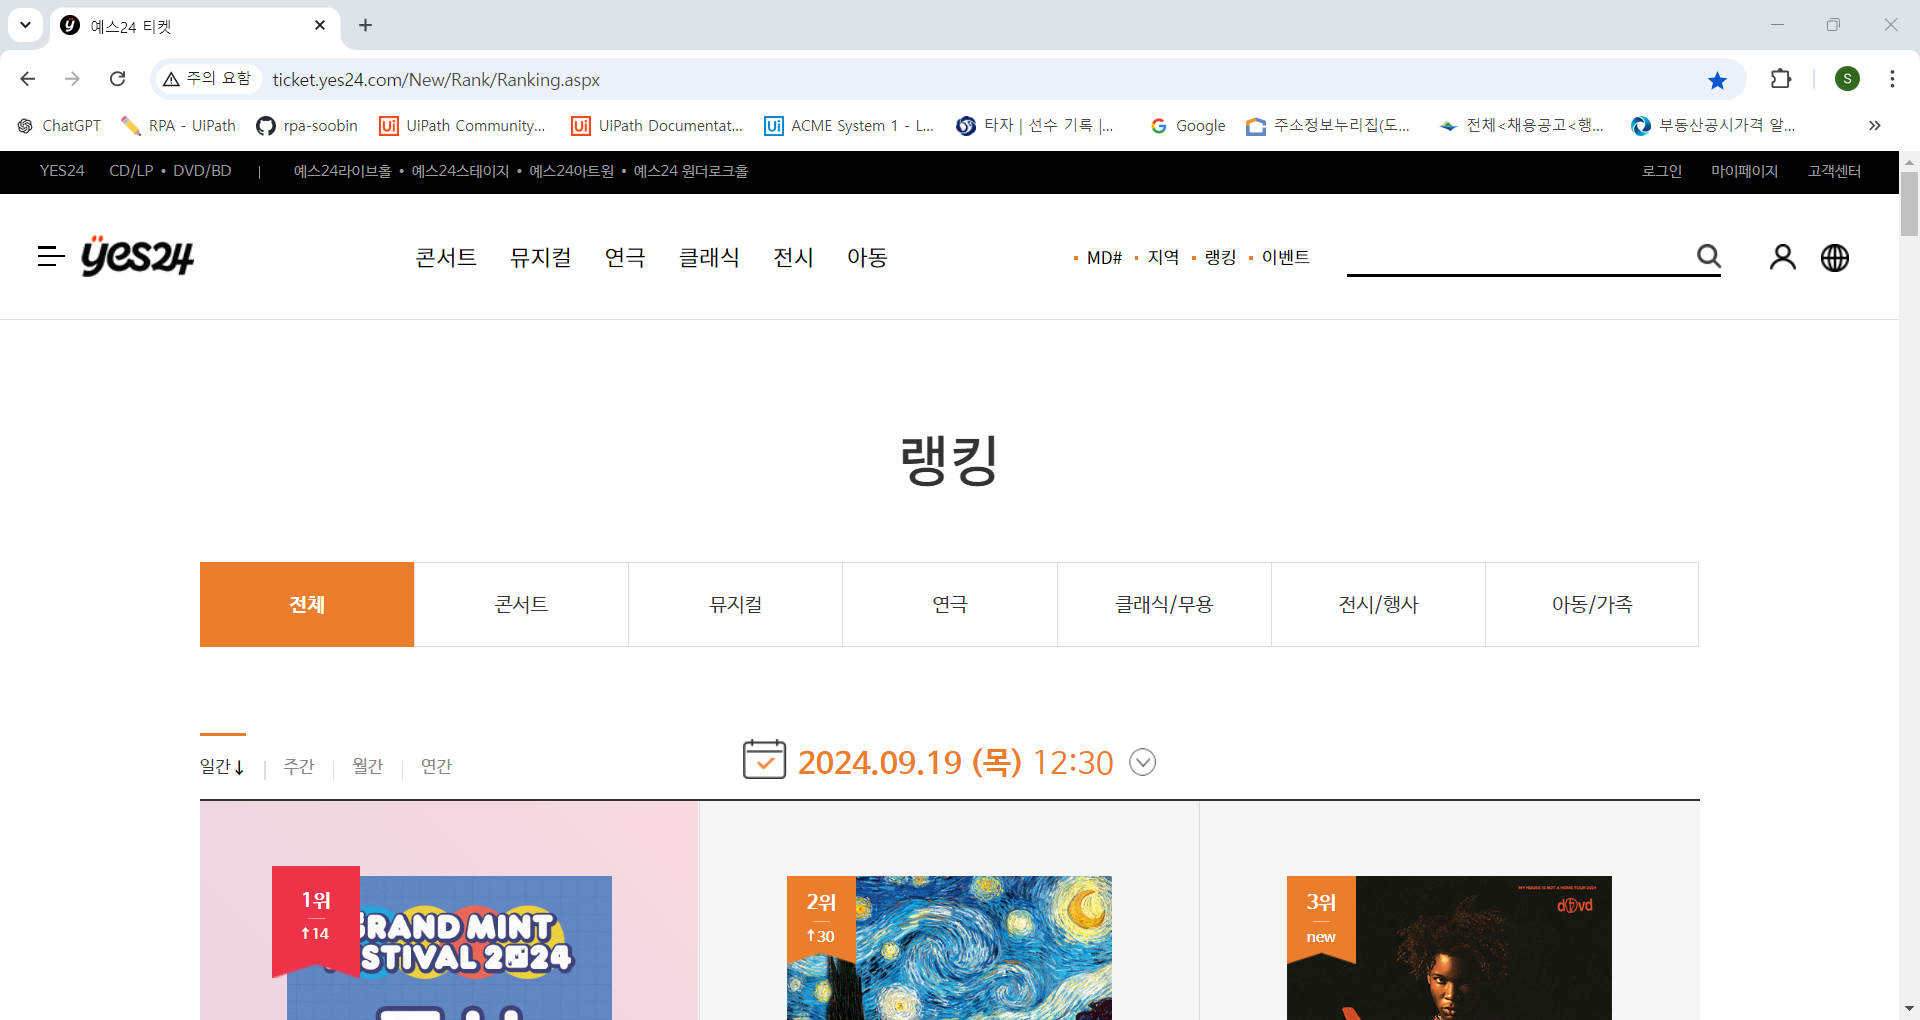 예스24 티켓
주의 요함 ticket.yes24.com/New/Rank/Ranking.aspx
S
ChatGPT RPA - UiPath rpa-soobin UiPath Community... UiPath Documentat... ACME System 1 - L... 타자 | 선수 기록 |... Google 주소정보누리집(도... 전체<채용공고<행... 부동산공시가격 알... »
YES24 CD/LP • DVD/BD | 예스24라이브홀 • 예스24스테이지 • 예스24아트원 • 예스24 원더로크홀 로그인 마이페이지 고객센터
yes24 콘서트 뮤지컬 연극 클래식 전시 아동 MD# 지역 랭킹 이벤트
랭킹
전체 콘서트 뮤지컬 연극 클래식/무용 전시/행사 아동/가족
일간↓ 주간 월간 연간 2024.09.19 (목) 12:30
1위
↑14
GRAND MINT
STIVAL 2024
2위
↑30
3위
new
MY HOUSE IS NOT A HOME TOUR 2024
d4vd